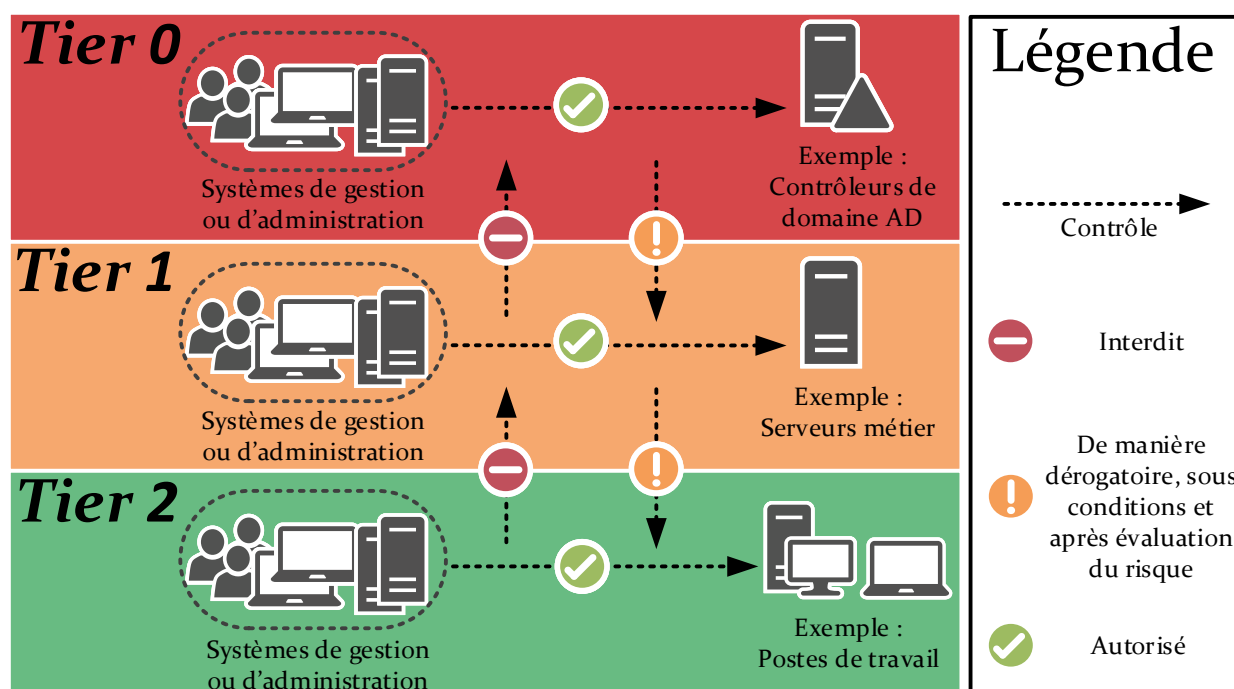 Tier 0
Systèmes de gestion
ou d'administration
Exemple :
Contrôleurs de
domaine AD
Tier 1
Systèmes de gestion
ou d'administration
Exemple :
Serveurs métier
Tier 2
Systèmes de gestion
ou d'administration
Exemple :
Postes de travail
Légende
Contrôle
Interdit
De manière
dérogatoire, sous
conditions et
après évaluation
du risque
Autorisé